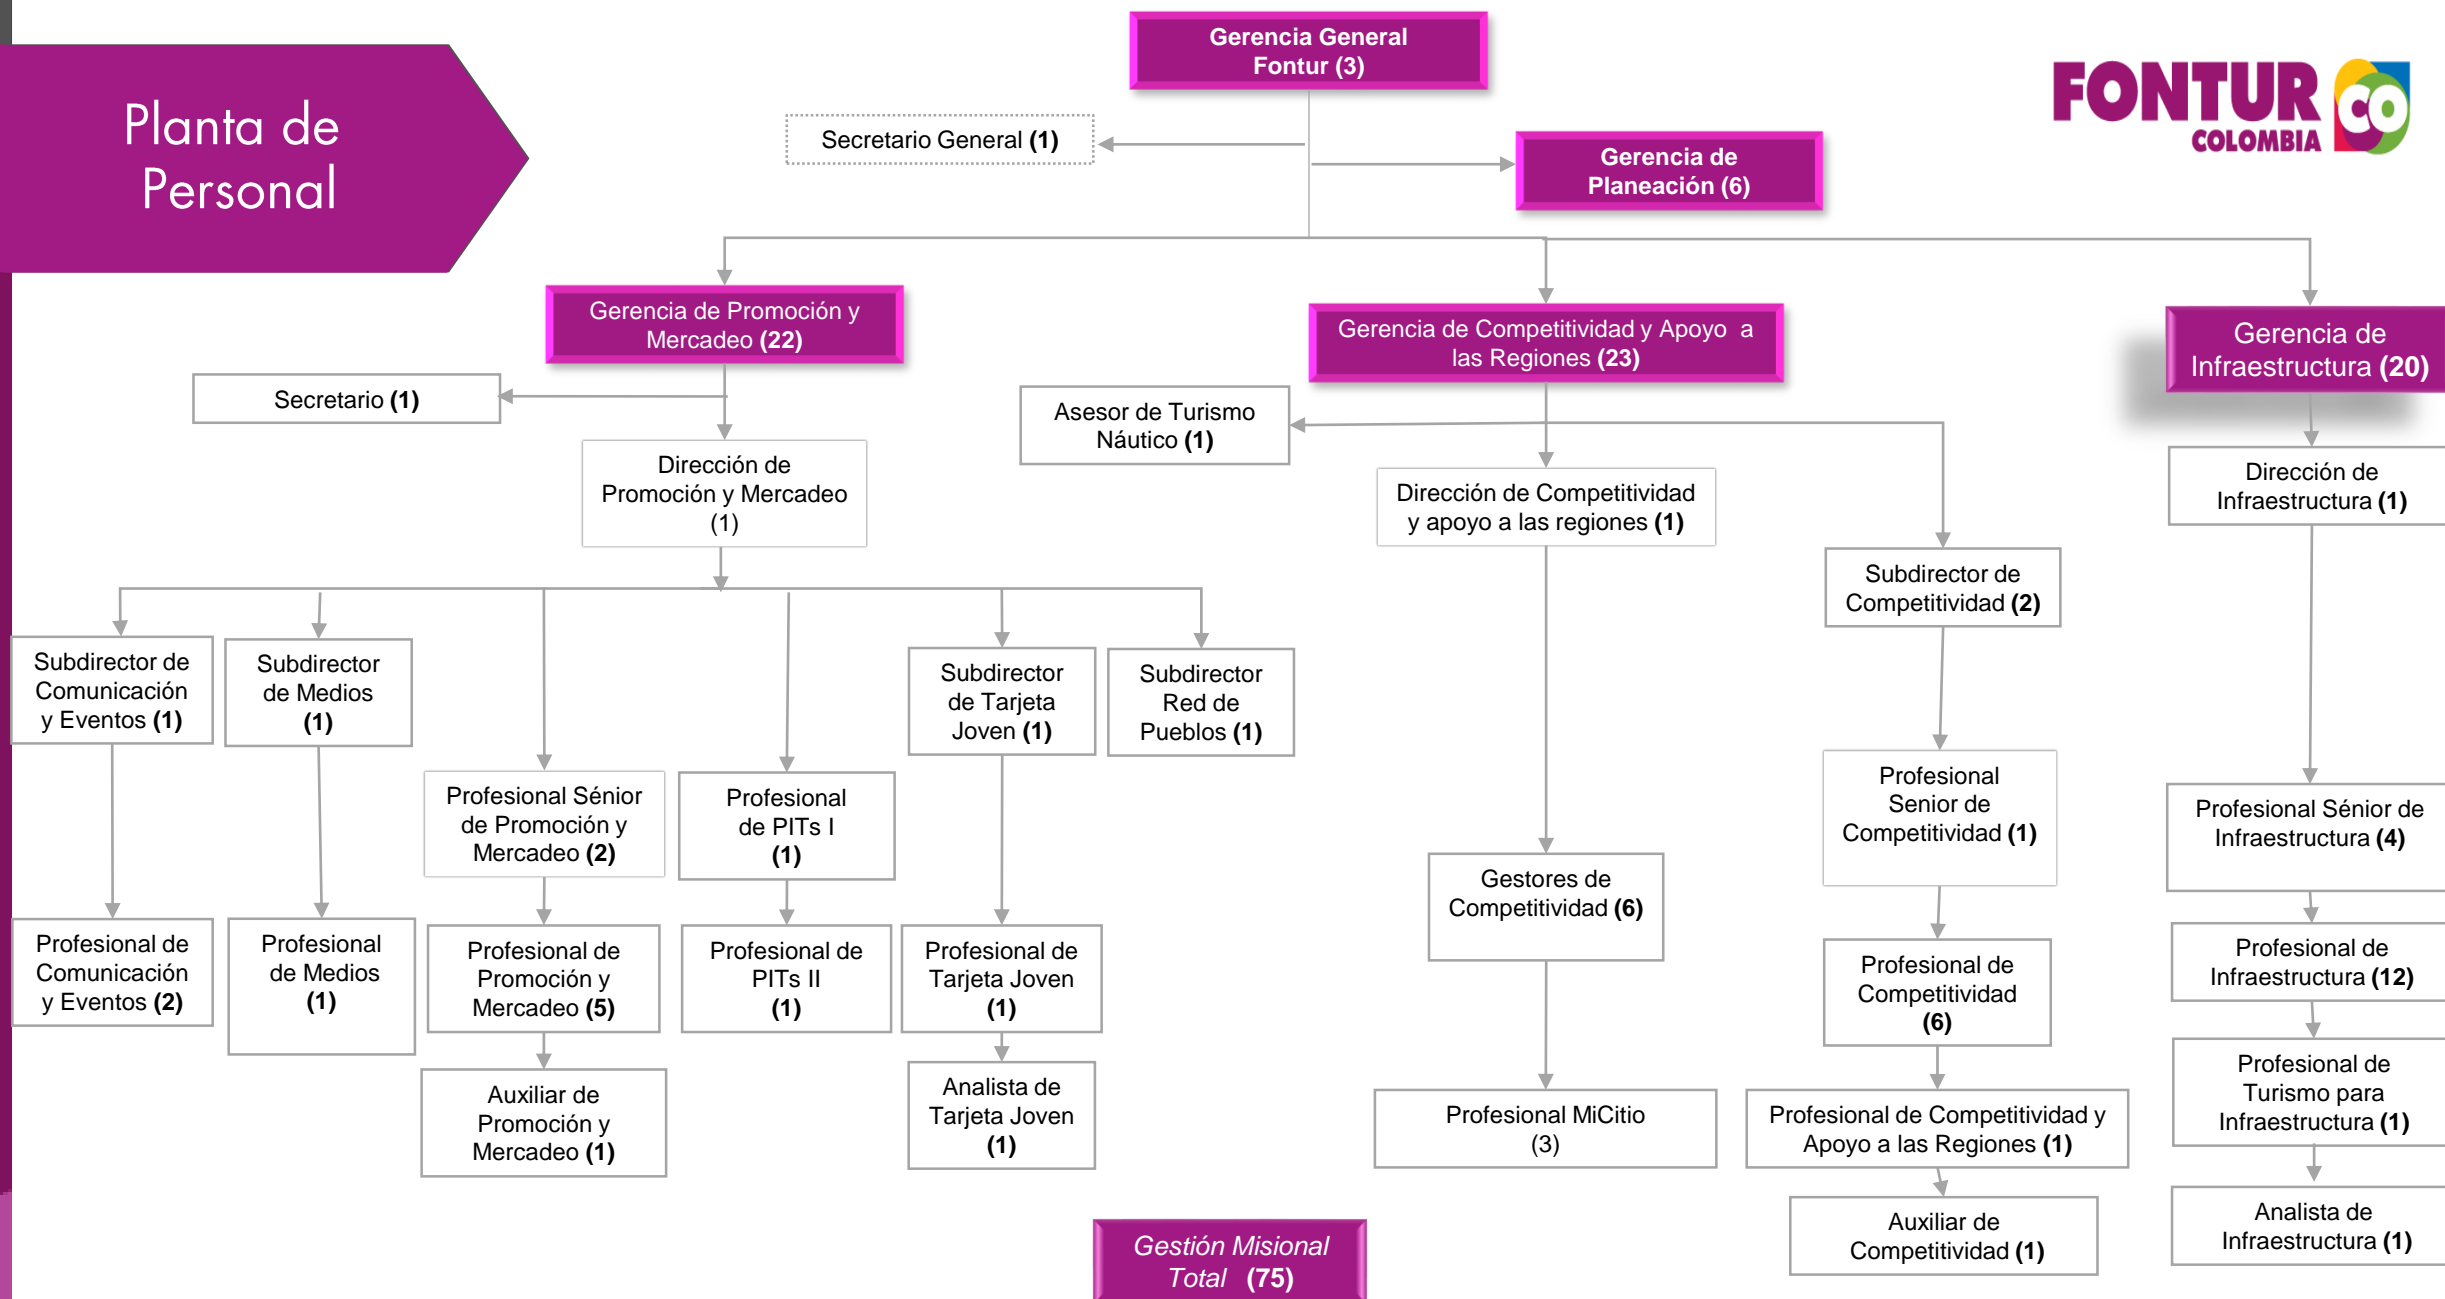 Planta de
Personal
Gerencia General
Fontur (3)
FONTUR
COLOMBIA
CO
Secretario General (1)
Gerencia de
Planeación (6)
Gerencia de Promoción y
Mercadeo (22)
Gerencia de Competitividad y Apoyo a
las Regiones (23)
Gerencia de
Infraestructura (20)
Secretario (1)
Asesor de Turismo
Náutico (1)
Dirección de
Promoción y Mercadeo
(1)
Dirección de Competitividad
y apoyo a las regiones (1)
Dirección de
Infraestructura (1)
Subdirector de
Competitividad (2)
Subdirector de
Comunicación
y Eventos (1)
Subdirector
de Medios
(1)
Subdirector
de Tarjeta
Joven (1)
Subdirector
Red de
Pueblos (1)
Profesional Sénior
de Promoción y
Mercadeo (2)
Profesional
de PITs I
(1)
Profesional
Senior de
Competitividad (1)
Profesional Sénior de
Infraestructura (4)
Gestores de
Competitividad (6)
Profesional de
Comunicación
y Eventos (2)
Profesional
de Medios
(1)
Profesional de
Promoción y
Mercadeo (5)
Profesional de
PITs II
(1)
Profesional de
Tarjeta Joven
(1)
Profesional de
Competitividad
(6)
Profesional de
Infraestructura (12)
Auxiliar de
Promoción y
Mercadeo (1)
Analista de
Tarjeta Joven
(1)
Profesional MiCitio
(3)
Profesional de Competitividad y
Apoyo a las Regiones (1)
Profesional de
Turismo para
Infraestructura (1)
Auxiliar de
Competitividad (1)
Analista de
Infraestructura (1)
Gestión Misional
Total (75)